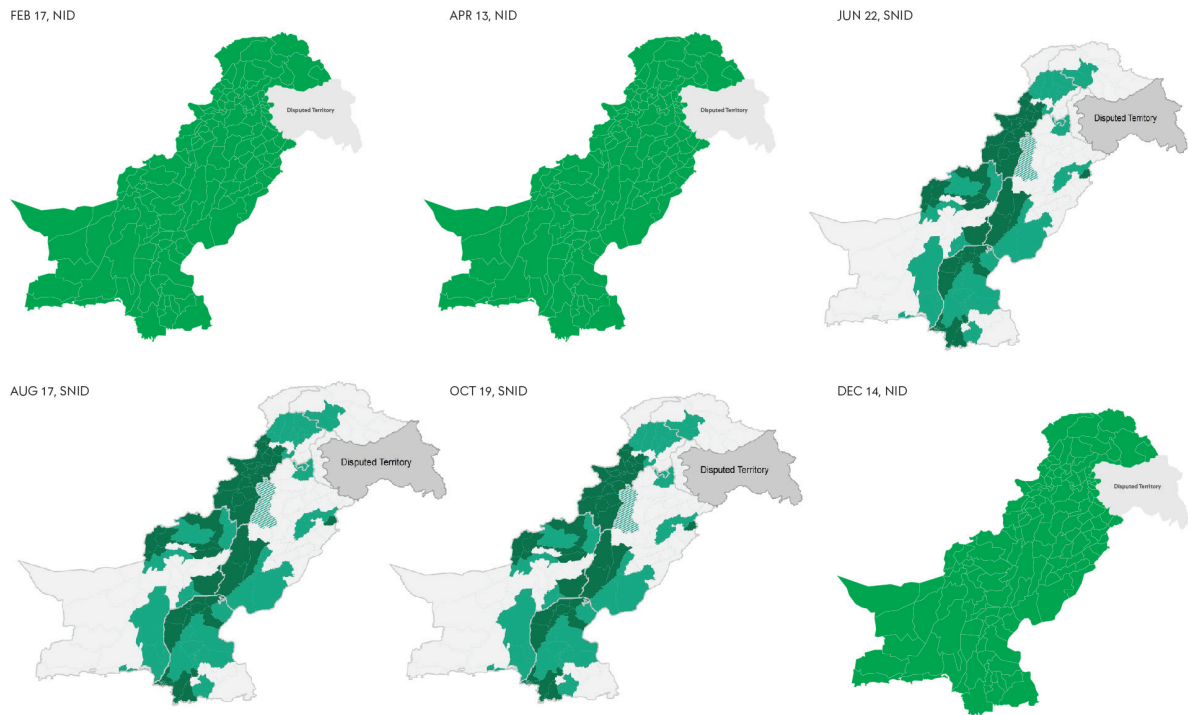 FEB 17, NID
APR 13, NID
JUN 22, SNID
Disputed Territory
Disputed Territory
Disputed Territory
AUG 17, SNID
OCT 19, SNID
DEC 14, NID
Disputed Territory
Disputed Territory
Disputed Territory